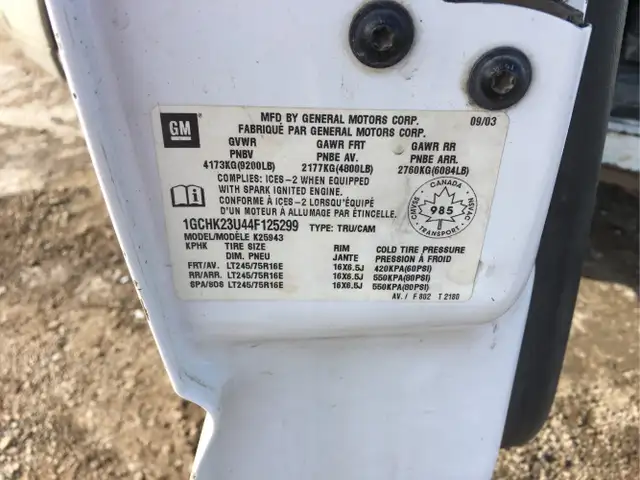 GM
MFD BY GENERAL MOTORS CORP. 09/03
FABRIQUÉ PAR GENERAL MOTORS CORP.
GVWR GAWR FRT GAWR RR
PNBV PNBE AV. PNBE ARR.
4173KG(9200LB) 2177KG(4800LB) 2760KG(6084LB)
COMPLIES: ICES-2 WHEN EQUIPPED
WITH SPARK IGNITED ENGINE.
CONFORME À: ICES-2 LORSQU'ÉQUIPÉ
D'UN MOTEUR A ALLUMAGE PAR ÉTINCELLE.
CANADA
985
NSVAC
CMVSS
1GCHK23U44F125299 TYPE: TRU/CAM
MODEL/MODÈLE K25943
KPHK TIRE SIZE RIM COLD TIRE PRESSURE
DIM. PNEU JANTE PRESSION À FROID
FRT/AV. LT245/75R16E 16X6.5J 420KPA(60PSI)
RR/ARR. LT245/75R16E 16X6.5J 550KPA(80PSI)
SPA/SOS LT245/75R16E 16X6.5J 550KPA(80PSI)
AV. / F 802 T 2180